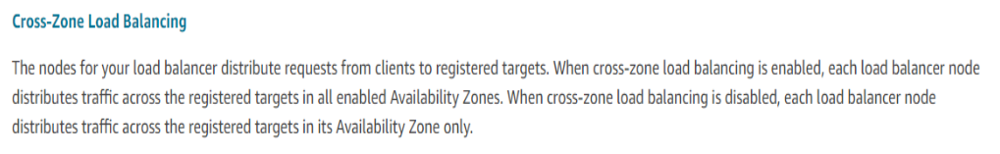 Cross-Zone Load Balancing
The nodes for your load balancer distribute requests from clients to registered targets. When cross-zone load balancing is enabled, each load balancer node
distributes traffic across the registered targets in all enabled Availability Zones. When cross-zone load balancing is disabled, each load balancer node
distributes traffic across the registered targets in its Availability Zone only.